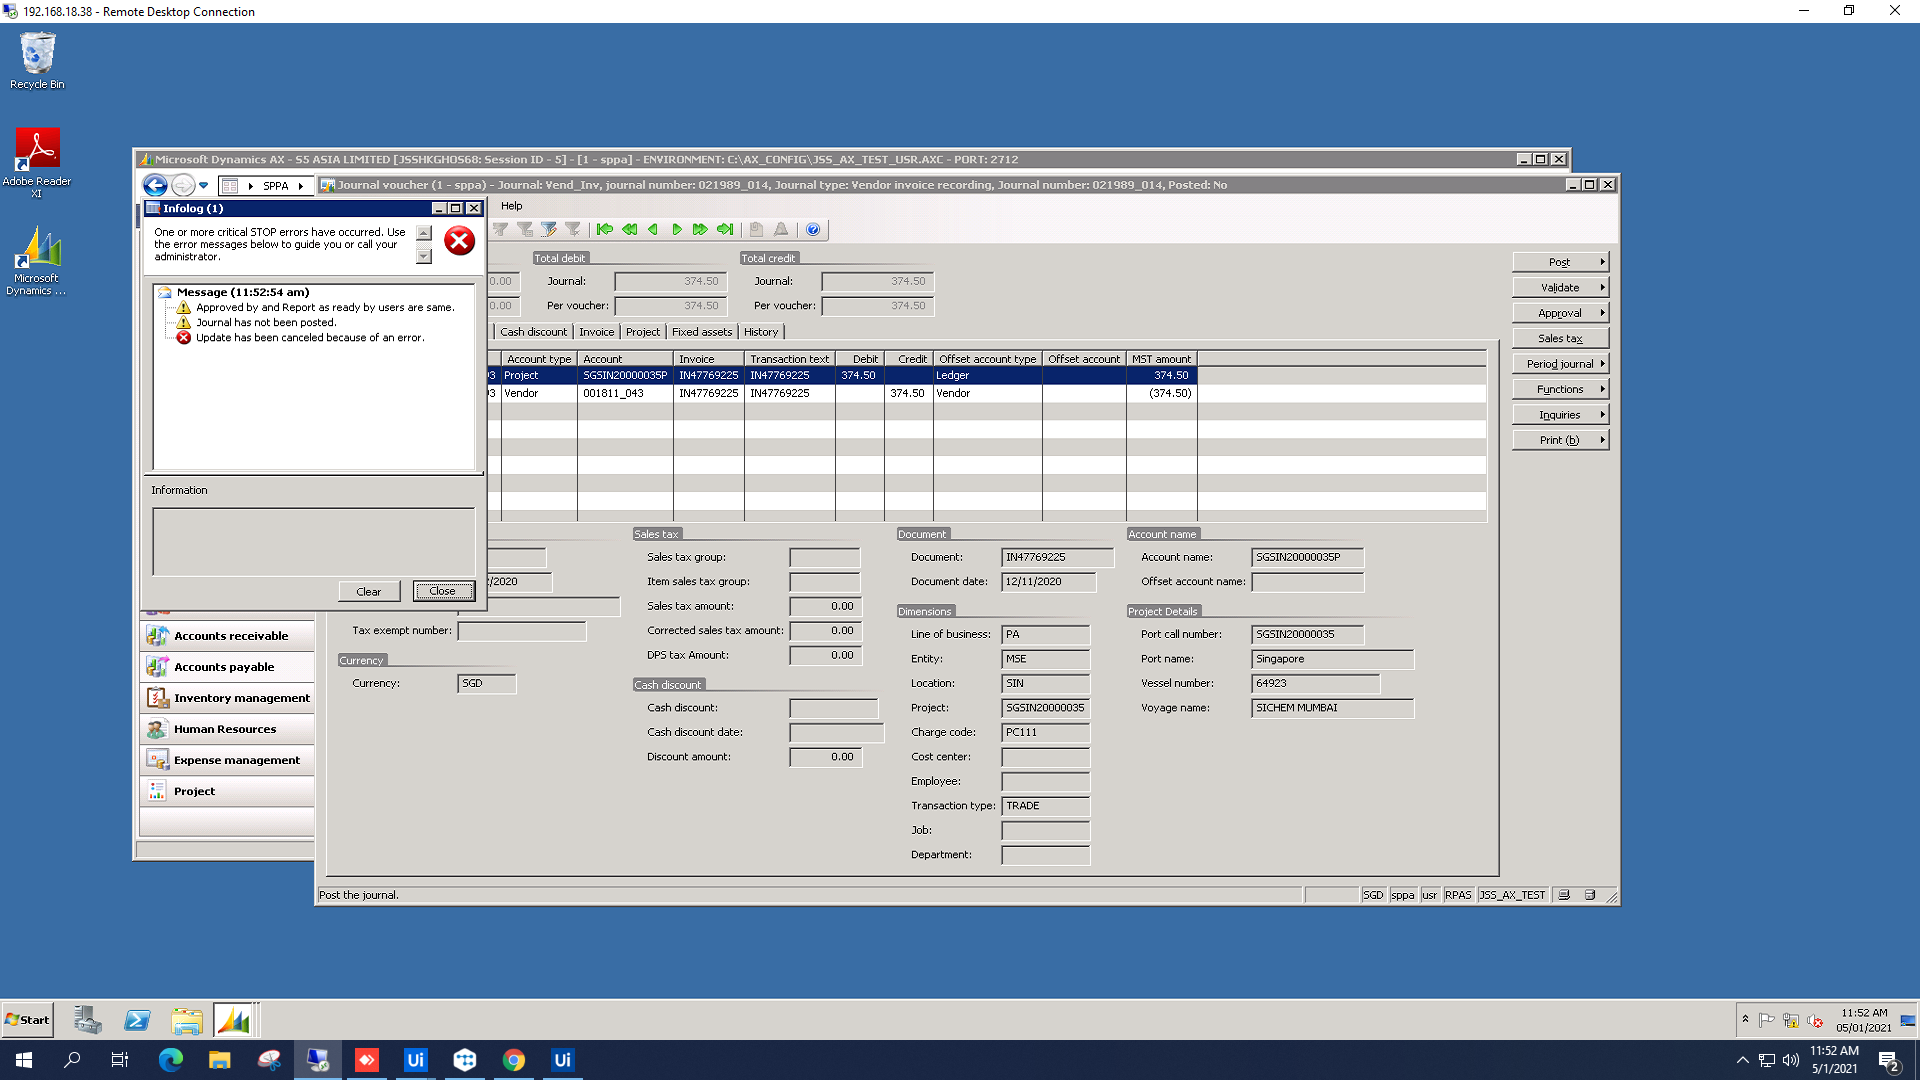 192.168.18.38 - Remote Desktop Connection
Recycle Bin
Adobe Reader
XI
Microsoft
Dynamics ...
Microsoft Dynamics AX - S5 ASIA LIMITED [JSSHKGHOS68: Session ID - 5] - [1 - sppa] - ENVIRONMENT: C:\AX_CONFIG\JSS_AX_TEST_USR.AXC - PORT: 2712
SPPA
Journal voucher (1 - sppa) - Journal: Vend_Inv, journal number: 021989_014, Journal type: Vendor invoice recording, Journal number: 021989_014, Posted: No
Help
Infolog (1)
One or more critical STOP errors have occurred. Use
the error messages below to guide you or call your
administrator.
Message (11:52:54 am)
Approved by and Report as ready by users are same.
Journal has not been posted.
Update has been canceled because of an error.
Information
Clear
Close
Total debit
Total credit
0.00
Journal:
374.50
Journal:
374.50
0.00
Per voucher:
374.50
Per voucher:
374.50
Cash discount
Invoice
Project
Fixed assets
History
Account type
Account
Invoice
Transaction text
Debit
Credit
Offset account type
Offset account
MST amount
93
Project
SGSIN20000035P
IN47769225
IN47769225
374.50
Ledger
374.50
93
Vendor
001811_043
IN47769225
IN47769225
374.50
Vendor
(374.50)
Post
Validate
Approval
Sales tax
Period journal
Functions
Inquiries
Print (b)
/2020
Tax exempt number:
Currency
Currency:
SGD
Sales tax
Sales tax group:
Item sales tax group:
Sales tax amount:
0.00
Corrected sales tax amount:
0.00
DPS tax Amount:
0.00
Cash discount
Cash discount:
Cash discount date:
Discount amount:
0.00
Document
Document:
IN47769225
Document date:
12/11/2020
Dimensions
Line of business:
PA
Entity:
MSE
Location:
SIN
Project:
SGSIN20000035
Charge code:
PC111
Cost center:
Employee:
Transaction type:
TRADE
Job:
Department:
Account name
Account name:
SGSIN20000035P
Offset account name:
Project Details
Port call number:
SGSIN20000035
Port name:
Singapore
Vessel number:
64923
Voyage name:
SICHEM MUMBAI
Accounts receivable
Accounts payable
Inventory management
Human Resources
Expense management
Project
Post the journal.
SGD
sppa
usr
RPAS
JSS_AX_TEST
Start
11:52 AM
05/01/2021
Ui
Ui
11:52 AM
5/1/2021
2